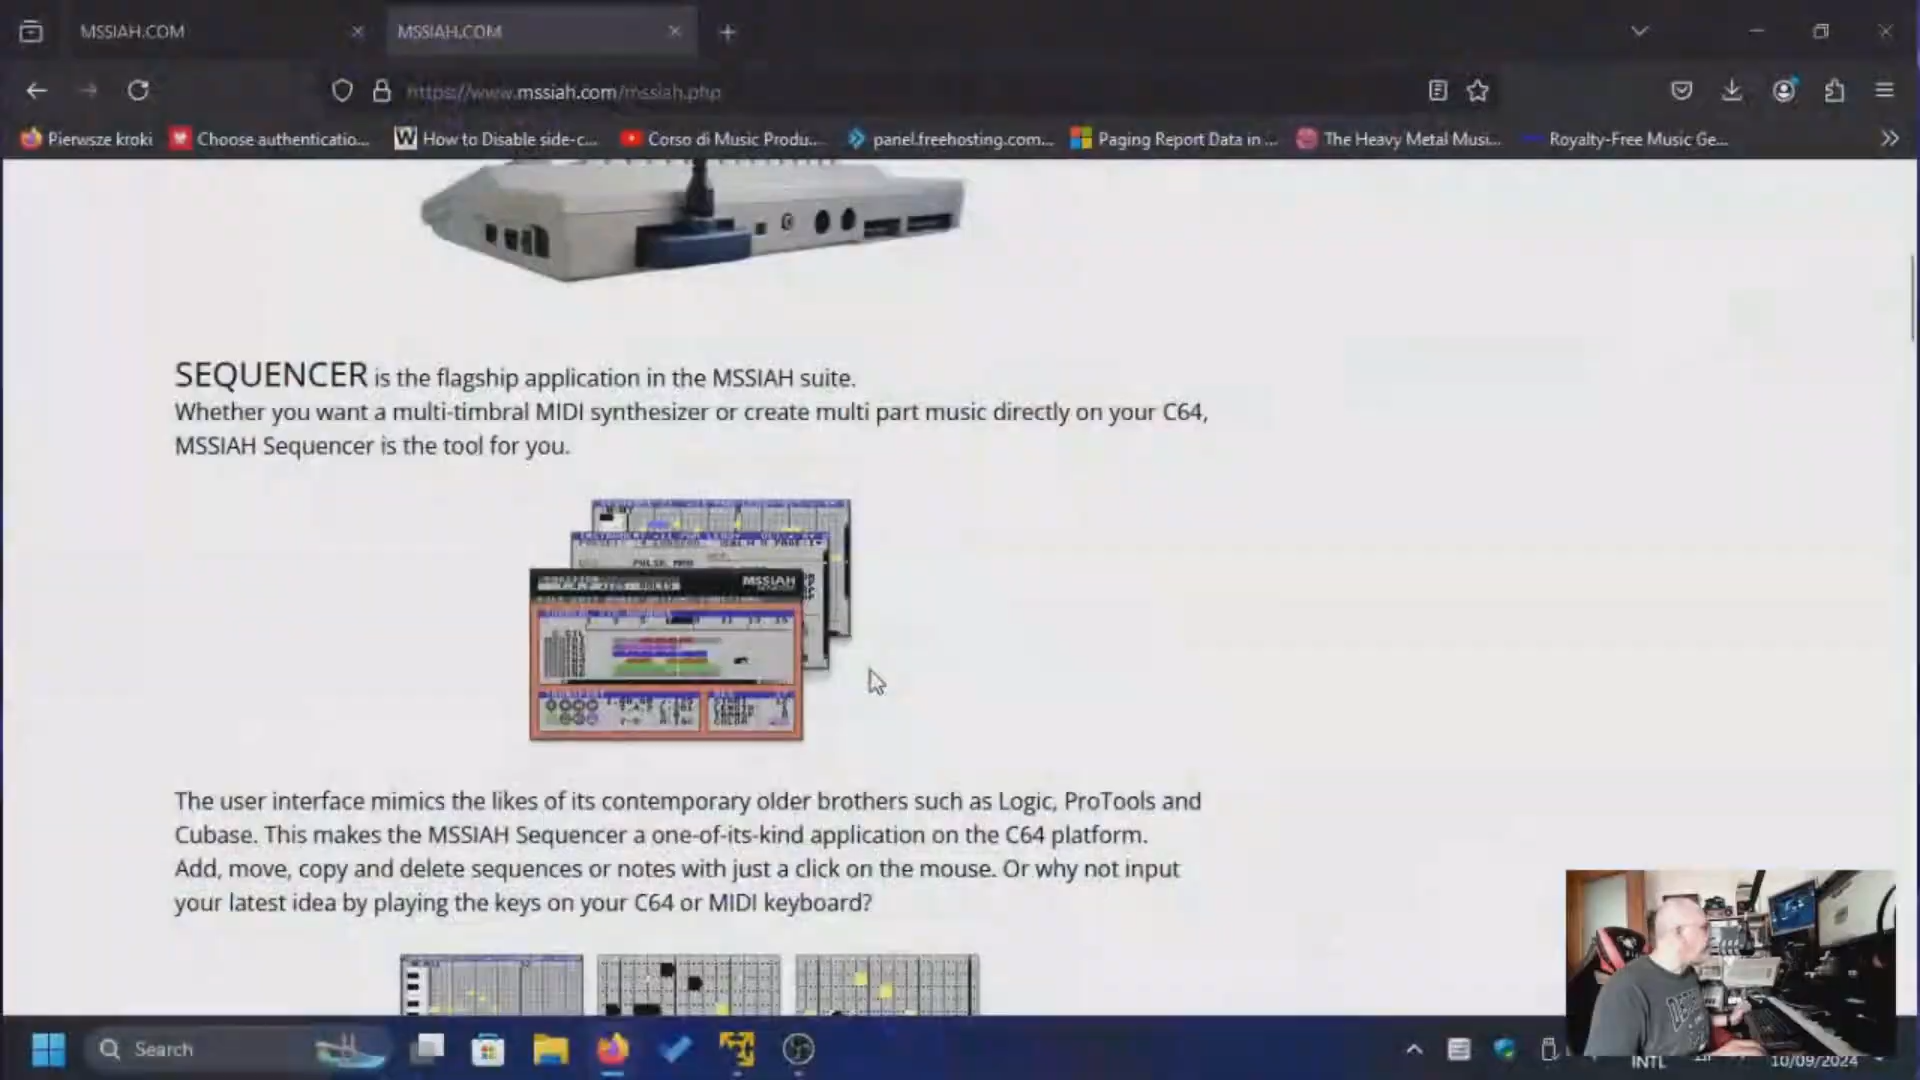 MSSIAH.COM
MSSIAH.COM
https://www.mssiah.com/mssiah.php
Pierwsze kroki
Choose authenticatio...
How to Disable side-c...
Corso di Music Produ...
panel.freehosting.com...
Paging Report Data in ...
The Heavy Metal Musi...
Royalty-Free Music Ge...
SEQUENCER is the flagship application in the MSSIAH suite.
Whether you want a multi-timbral MIDI synthesizer or create multi part music directly on your C64,
MSSIAH Sequencer is the tool for you.
PULSE
MSSIAH
The user interface mimics the likes of its contemporary older brothers such as Logic, ProTools and
Cubase. This makes the MSSIAH Sequencer a one-of-its-kind application on the C64 platform.
Add, move, copy and delete sequences or notes with just a click on the mouse. Or why not input
your latest idea by playing the keys on your C64 or MIDI keyboard?
Search
INTL
10/09/2024